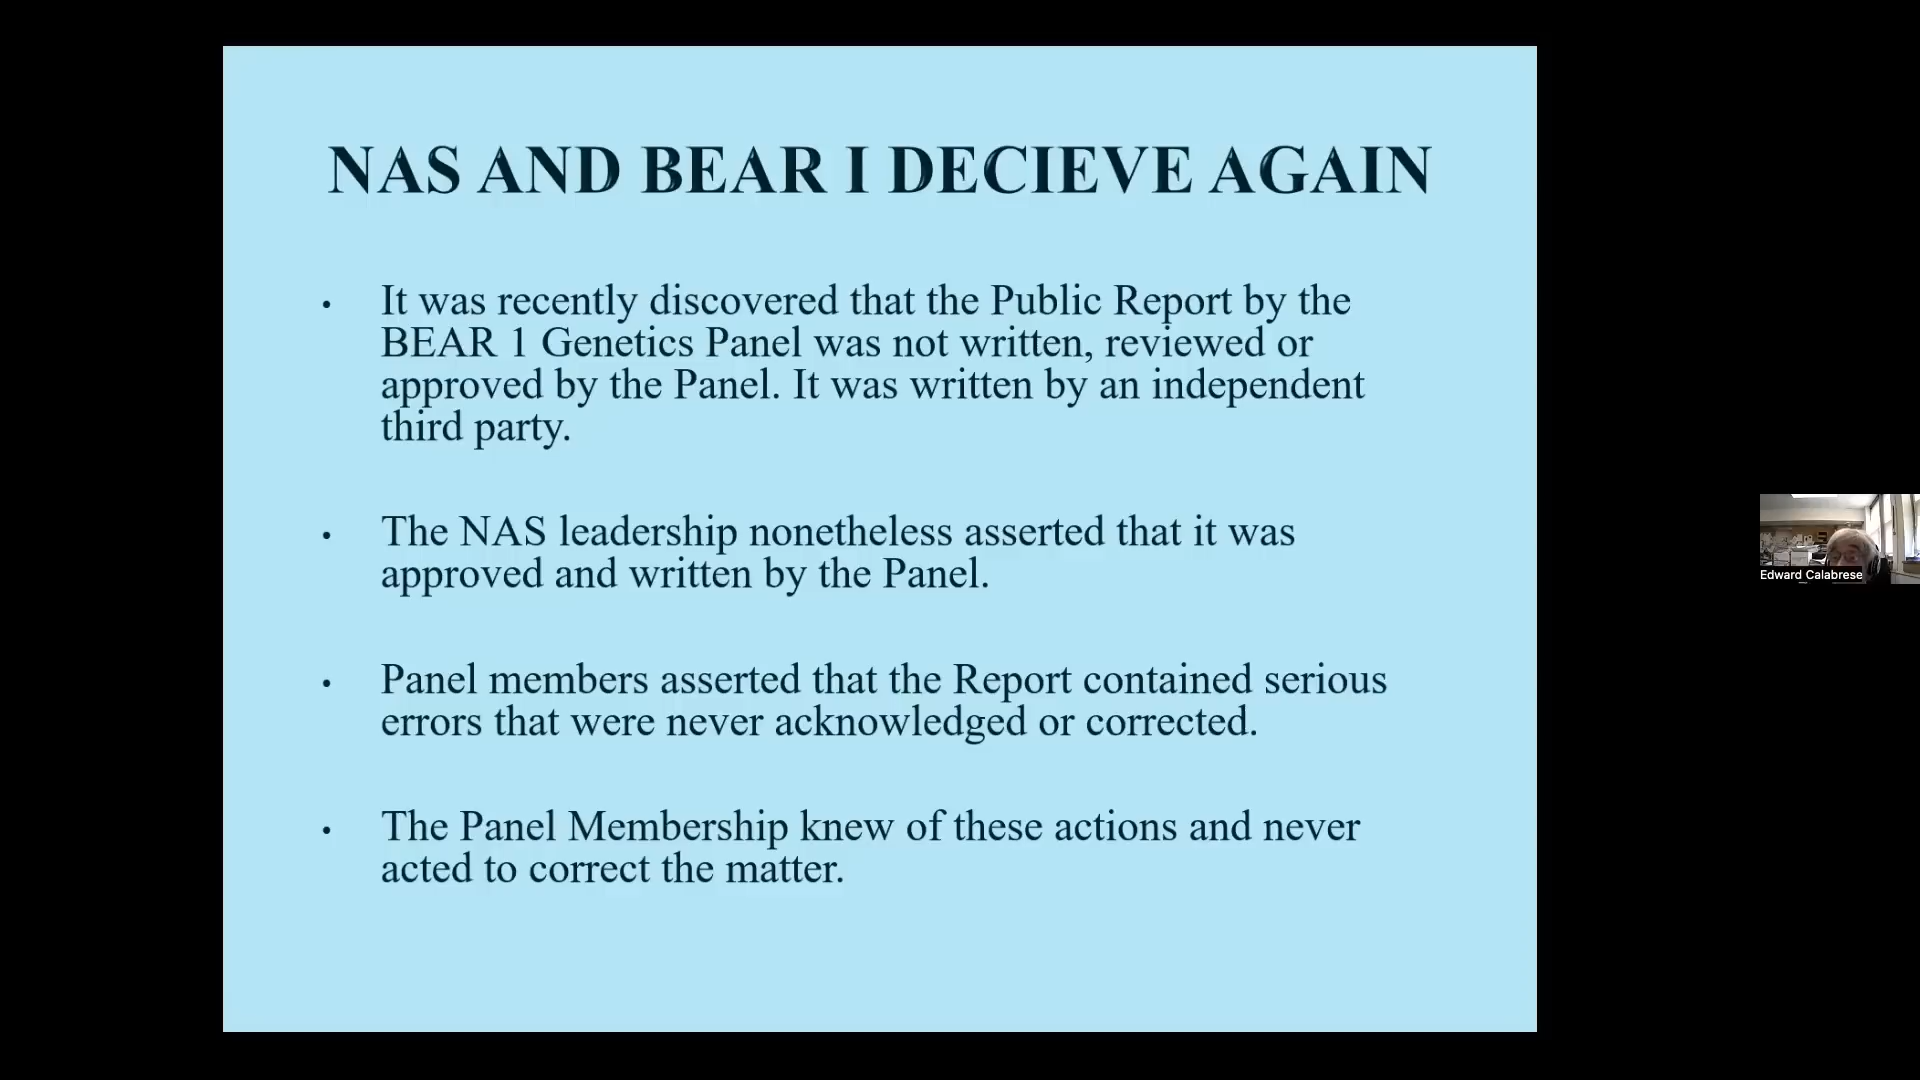 NAS AND BEAR I DECIEVE AGAIN
• It was recently discovered that the Public Report by the
BEAR 1 Genetics Panel was not written, reviewed or
approved by the Panel. It was written by an independent
third party.
• The NAS leadership nonetheless asserted that it was
approved and written by the Panel.
• Panel members asserted that the Report contained serious
errors that were never acknowledged or corrected.
• The Panel Membership knew of these actions and never
acted to correct the matter.
Edward Calabrese